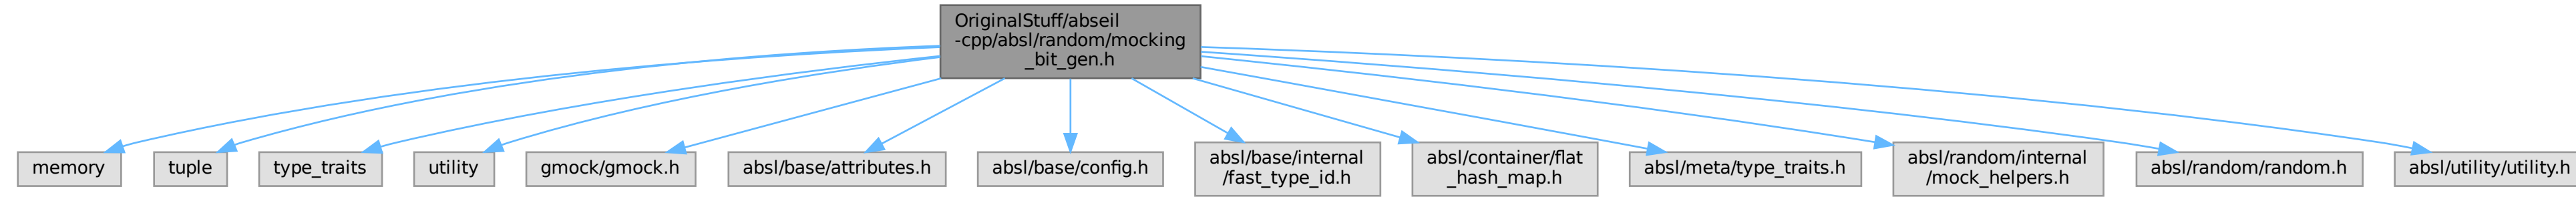 OriginalStuff/abseil
-cpp/absl/random/mocking
_bit_gen.h
memory
tuple
type_traits
utility
gmock/gmock.h
absl/base/attributes.h
absl/base/config.h
absl/base/internal
/fast_type_id.h
absl/container/flat
_hash_map.h
absl/meta/type_traits.h
absl/random/internal
/mock_helpers.h
absl/random/random.h
absl/utility/utility.h